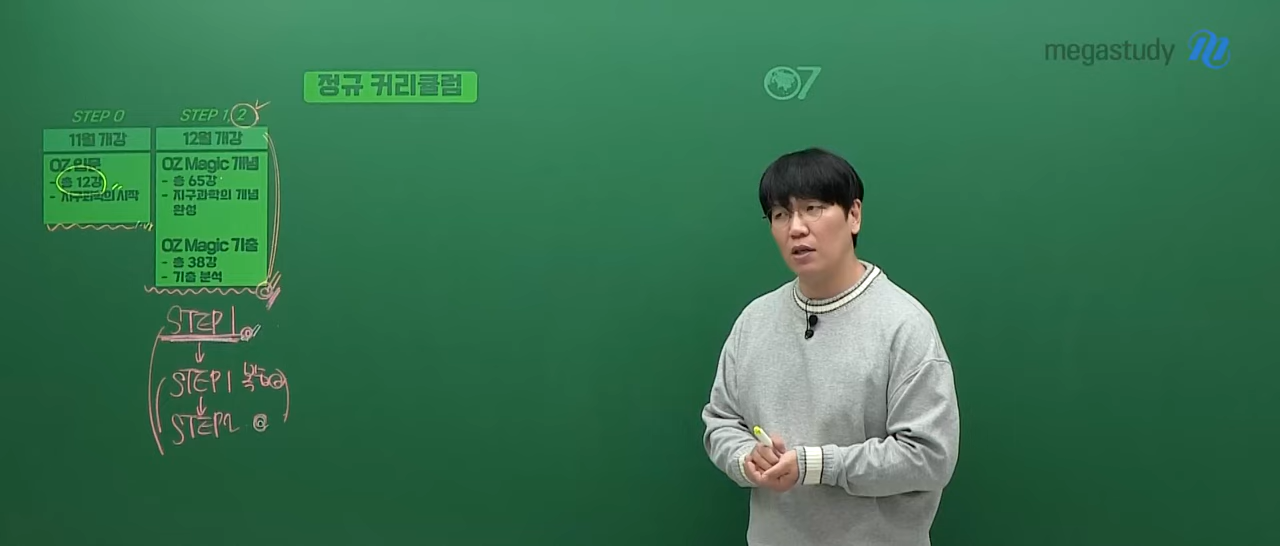 megastudy
정규 커리큘럼
07
STEP 0
11월 개강
OZ 입문
- 총 12강
- 지구과학의 시작
STEP 1, 2
12월 개강
OZ Magic 개념
- 총 65강
- 지구과학의 개념
완성
OZ Magic 기출
- 총 38강
- 기출 분석
STEP 1
STEP 1 복습
STEP 2